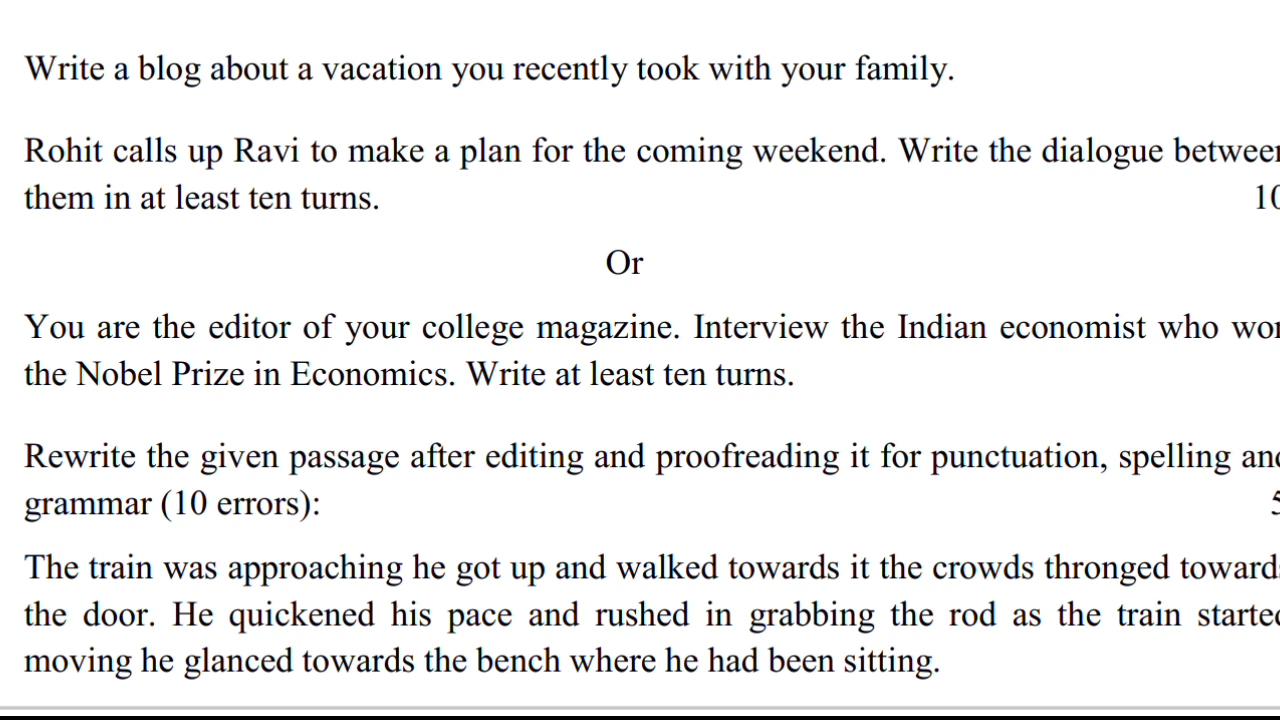 Write a blog about a vacation you recently took with your family.
Rohit calls up Ravi to make a plan for the coming weekend. Write the dialogue
them in at least ten turns.
Or
You are the editor of your college magazine. Interview the Indian economist who
the Nobel Prize in Economics. Write at least ten turns.
Rewrite the given passage after editing and proofreading it for punctuation, spelling
grammar (10 errors):
The train was approaching he got up and walked towards it the crowds thronged
the door. He quickened his pace and rushed in grabbing the rod as the train
moving he glanced towards the bench where he had been sitting.